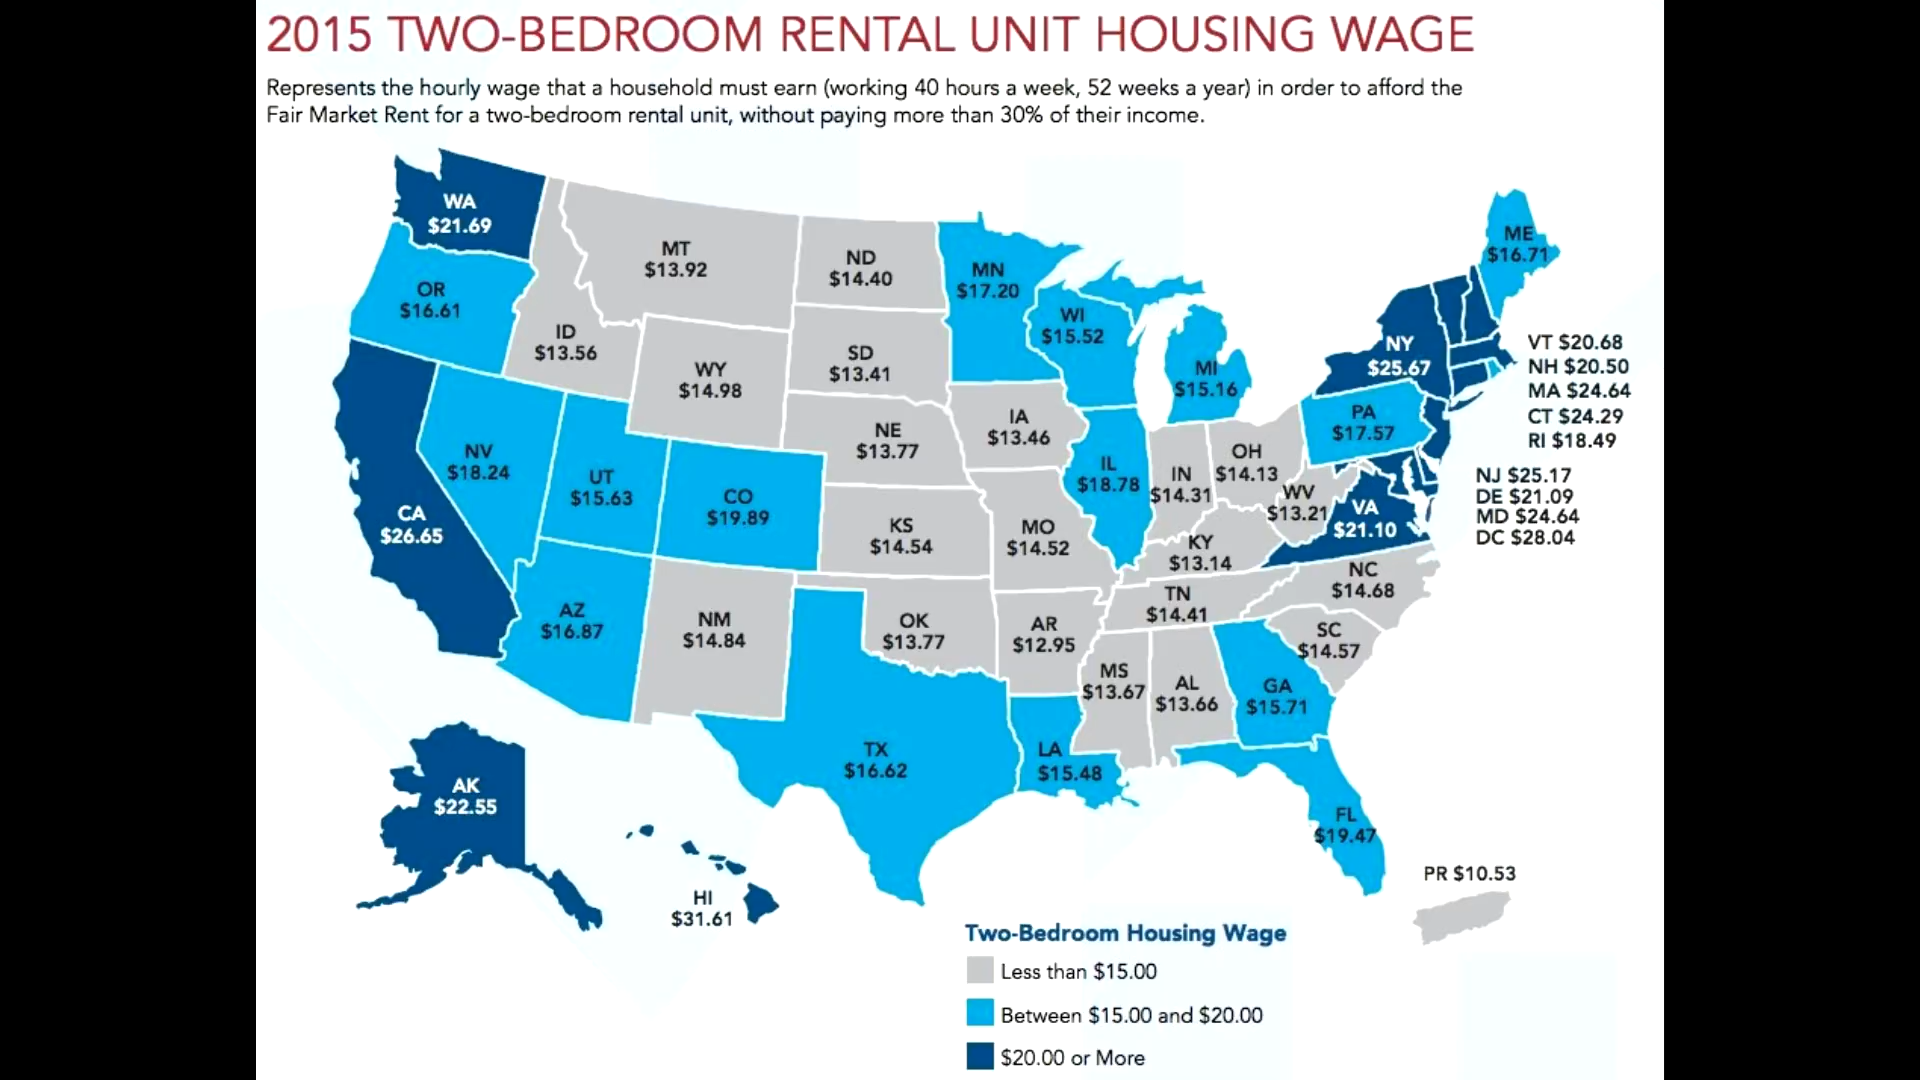 2015 TWO-BEDROOM RENTAL UNIT HOUSING WAGE
Represents the hourly wage that a household must earn (working 40 hours a week, 52 weeks a year) in order to afford the
Fair Market Rent for a two-bedroom rental unit, without paying more than 30% of their income.
WA
$21.69
OR
$16.61
CA
$26.65
NV
$18.24
ID
$13.56
MT
$13.92
WY
$14.98
UT
$15.63
CO
$19.89
AZ
$16.87
NM
$14.84
ND
$14.40
SD
$13.41
NE
$13.77
KS
$14.54
OK
$13.77
TX
$16.62
MN
$17.20
IA
$13.46
MO
$14.52
AR
$12.95
LA
$15.48
WI
$15.52
IL
$18.78
MI
$15.16
IN
$14.31
OH
$14.13
KY
$13.14
TN
$14.41
MS
$13.67
AL
$13.66
GA
$15.71
FL
$19.47
SC
$14.57
NC
$14.68
WV
$13.21
VA
$21.10
PA
$17.57
NY
$25.67
ME
$16.71
VT $20.68
NH $20.50
MA $24.64
CT $24.29
RI $18.49
NJ $25.17
DE $21.09
MD $24.64
DC $28.04
AK
$22.55
HI
$31.61
PR $10.53
Two-Bedroom Housing Wage
Less than $15.00
Between $15.00 and $20.00
$20.00 or More